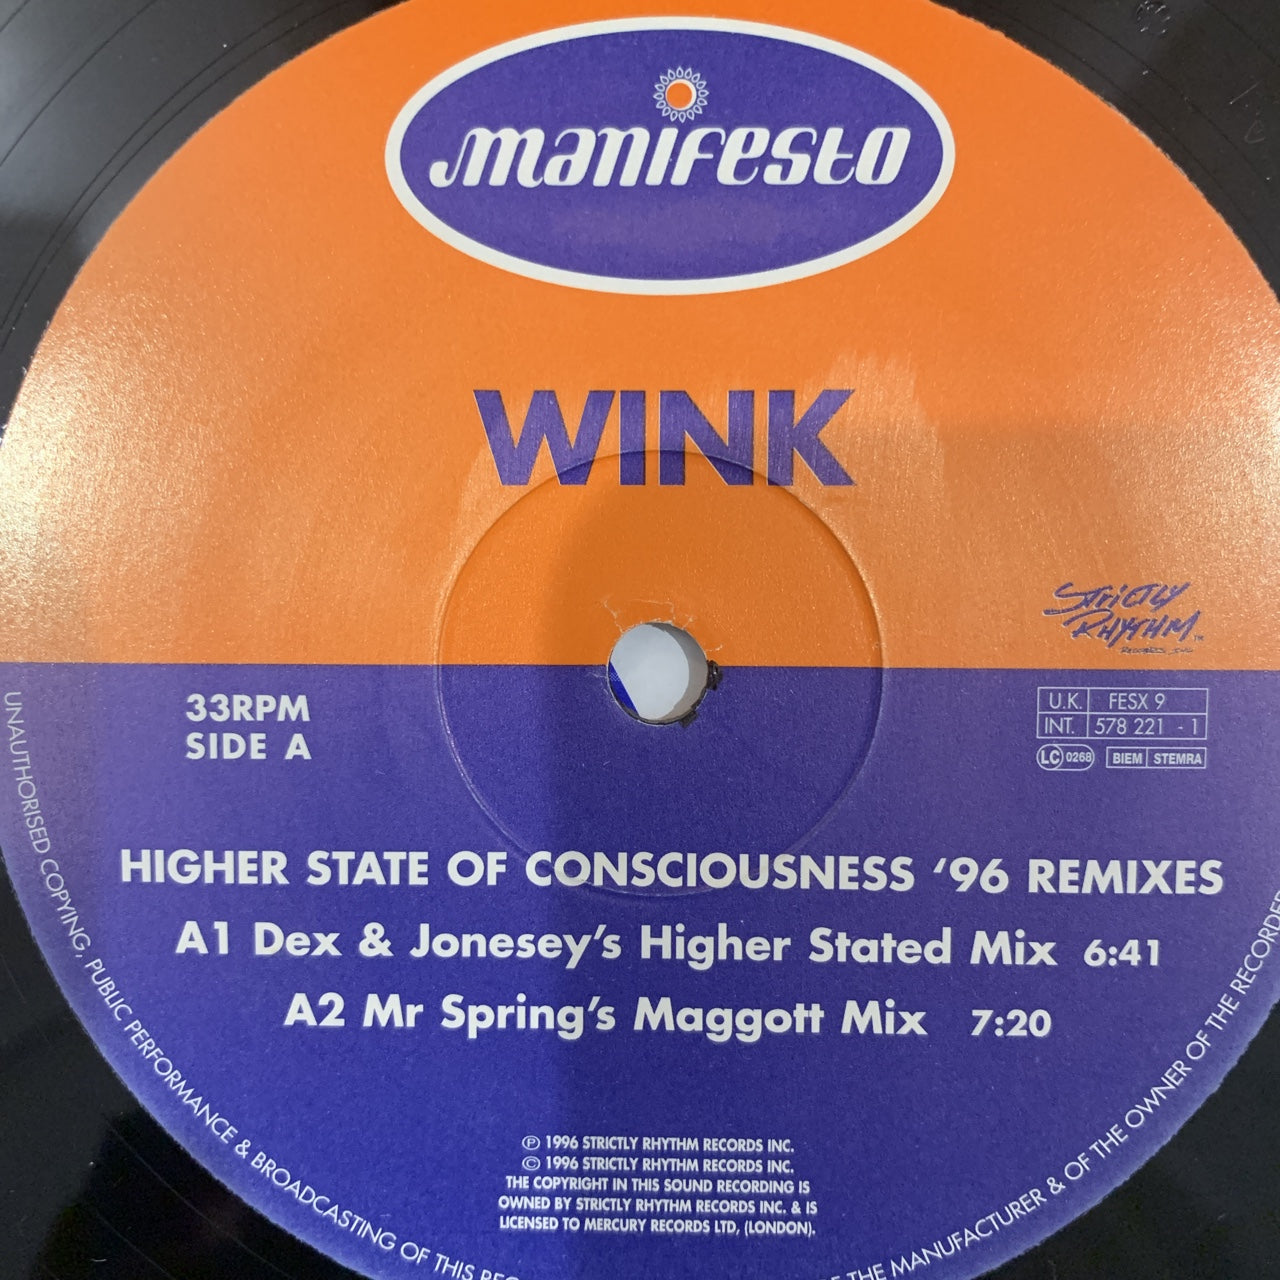 manifesto
WINK
STRICTLY
RHYTHM
33RPM
SIDE A
U.K. FESX 9
INT. 578 221 - 1
LC 0268 BIEM STEMRA
HIGHER STATE OF CONSCIOUSNESS ‘96 REMIXES
A1 Dex & Jonesey’s Higher Stated Mix 6:41
A2 Mr Spring’s Maggott Mix 7:20
℗ 1996 STRICTLY RHYTHM RECORDS INC.
© 1996 STRICTLY RHYTHM RECORDS INC.
THE COPYRIGHT IN THIS SOUND RECORDING IS
OWNED BY STRICTLY RHYTHM RECORDS INC. & IS
LICENSED TO MERCURY RECORDS LTD, (LONDON).
UNAUTHORISED COPYING, PUBLIC PERFORMANCE & BROADCASTING OF THIS
THE MANUFACTURER & OF THE OWNER OF THE RECORDED